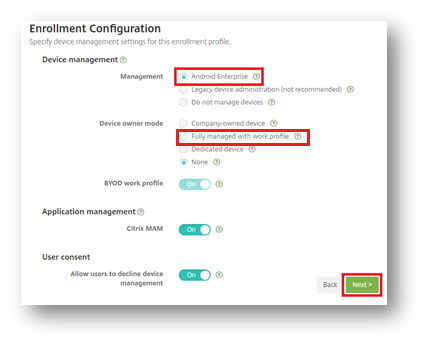 Enrollment Configuration
Specify device management settings for this enrollment profile.
Device management ?
Management
Android Enterprise ?
Legacy device administration (not recommended) ?
Do not manage devices ?
Device owner mode
Company-owned device ?
Fully managed with work profile ?
Dedicated device ?
None ?
BYOD work profile
On ?
Application management ?
Citrix MAM
On ?
User consent
Allow users to decline device
management
On ?
Back
Next >